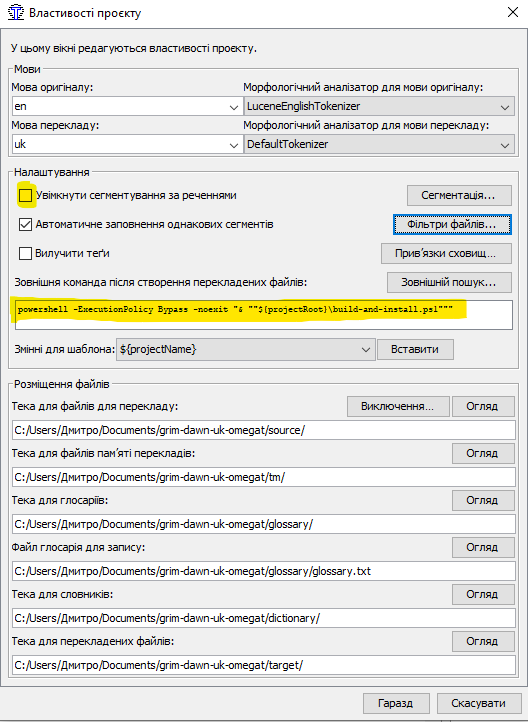 Властивості проєкту
У цьому вікні редагуються властивості проєкту.
Мови
Мова оригіналу:
Морфологічний аналізатор для мови оригіналу:
en
LuceneEnglishTokenizer
Мова перекладу:
Морфологічний аналізатор для мови перекладу:
uk
DefaultTokenizer
Налаштування
Увімкнути сегментування за реченнями
Сегментація...
Автоматичне заповнення однакових сегментів
Фільтри файлів...
Вилучити теґи
Прив’язки сховищ...
Зовнішня команда після створення перекладених файлів:
Зовнішній пошук...
powershell -ExecutionPolicy Bypass -noexit "& ""${projectRoot}\build-and-install.ps1"""
Змінні для шаблона:
${projectName}
Вставити
Розміщення файлів
Тека для файлів для перекладу:
Виключення...
Огляд
C:/Users/Дмитро/Documents/grim-dawn-uk-omegat/source/
Тека для файлів пам’яті перекладів:
Огляд
C:/Users/Дмитро/Documents/grim-dawn-uk-omegat/tm/
Тека для глосаріїв:
Огляд
C:/Users/Дмитро/Documents/grim-dawn-uk-omegat/glossary/
Файл глосарія для запису:
Огляд
C:/Users/Дмитро/Documents/grim-dawn-uk-omegat/glossary/glossary.txt
Тека для словників:
Огляд
C:/Users/Дмитро/Documents/grim-dawn-uk-omegat/dictionary/
Тека для перекладених файлів:
Огляд
C:/Users/Дмитро/Documents/grim-dawn-uk-omegat/target/
Гаразд
Скасувати